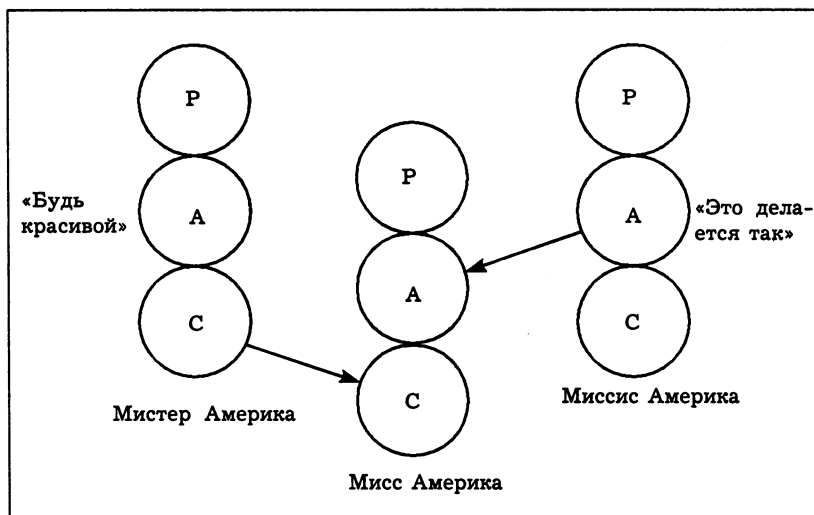 P
A
C
«Будь
красивой»
Мистер Америка
P
A
C
Мисс Америка
P
A
C
«Это дела-
ется так»
Миссис Америка